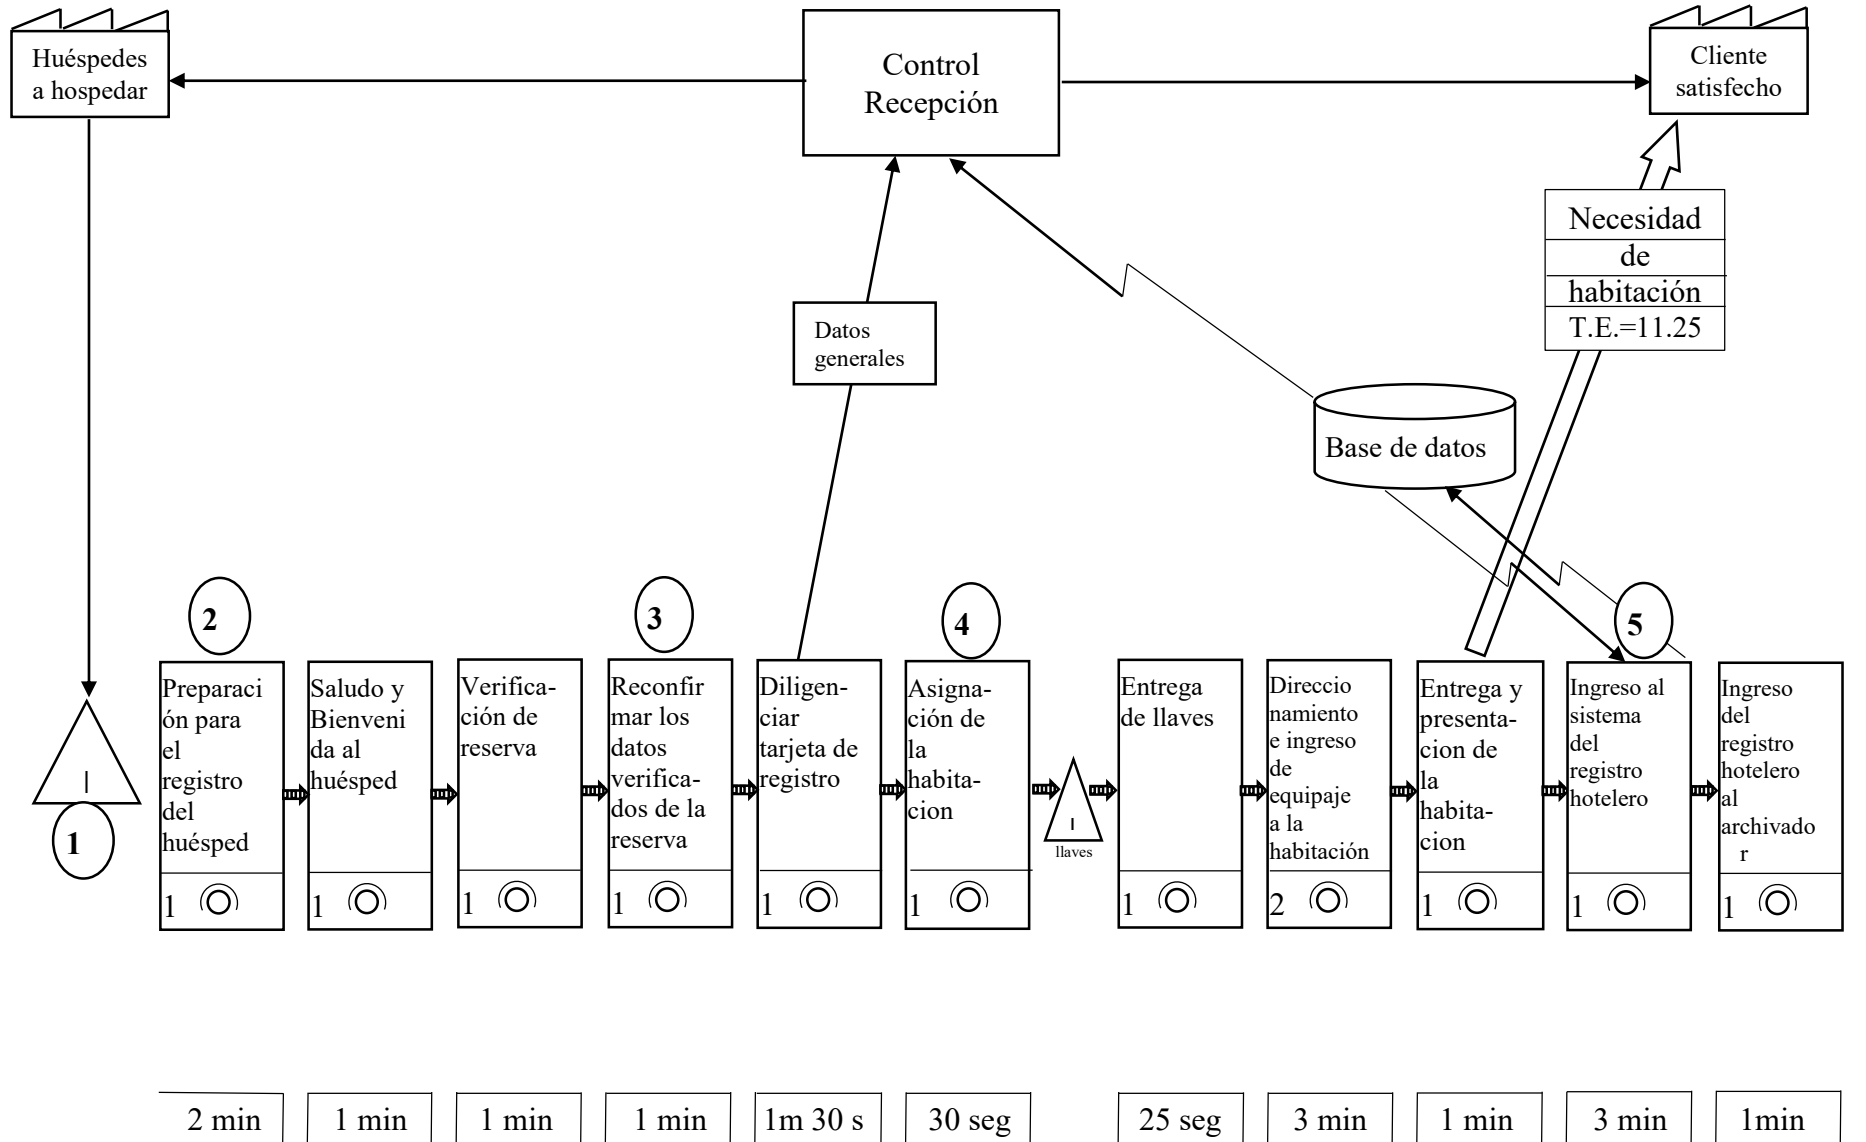 Huéspedes
a hospedar
Control
Recepción
Cliente
satisfecho
Necesidad
de
habitación
T.E.=11.25
Datos
generales
Base de datos
2
3
4
5
1
I
Preparaci
ón para
el
registro
del
huésped
1
Saludo y
Bienveni
da al
huésped
1
Verifica-
ción de
reserva
1
Reconfir
mar los
datos
verifica-
dos de la
reserva
1
Diligen-
ciar
tarjeta de
registro
1
Asigna-
ción de
la
habita-
cion
1
I
llaves
Entrega
de llaves
1
Direccio
namiento
e ingreso
de
equipaje
a la
habitación
2
Entrega y
presenta-
cion de
la
habita-
cion
1
Ingreso al
sistema
del
registro
hotelero
1
Ingreso
del
registro
hotelero
al
archivado
r
1
2 min
1 min
1 min
1 min
1m 30 s
30 seg
25 seg
3 min
1 min
3 min
1min